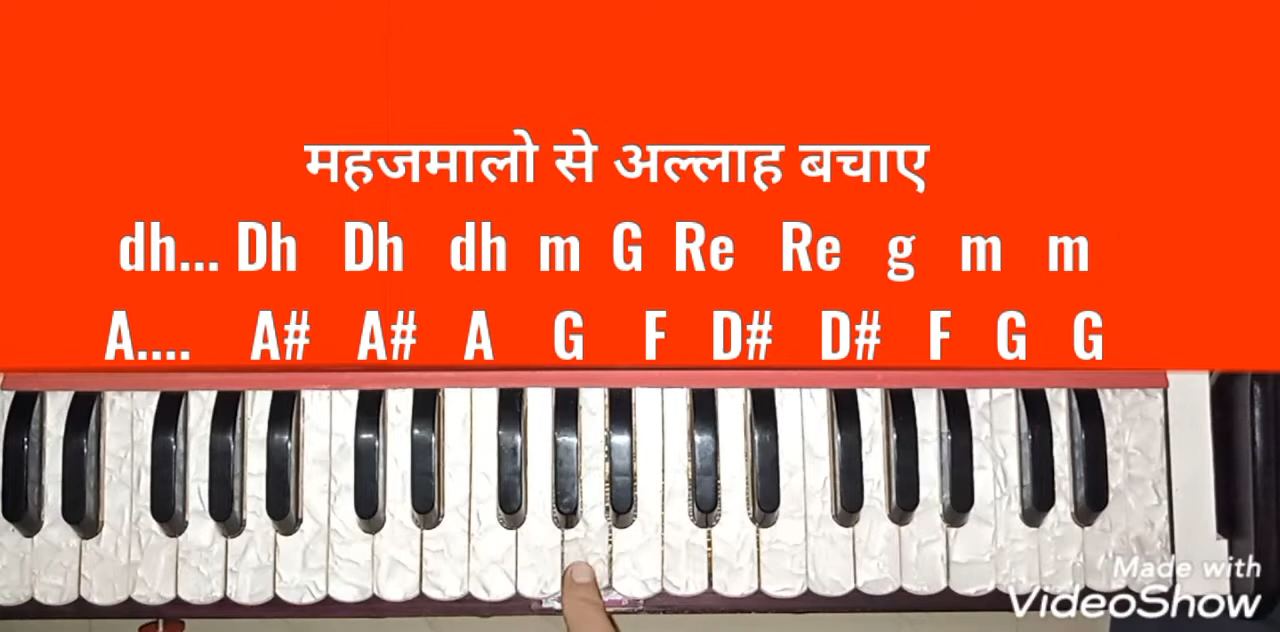 महजमालो से अल्लाह बचाए
dh... Dh Dh dh m G Re Re g m m
A.... A# A# A G F D# D# F G G
Made with
VideoShow